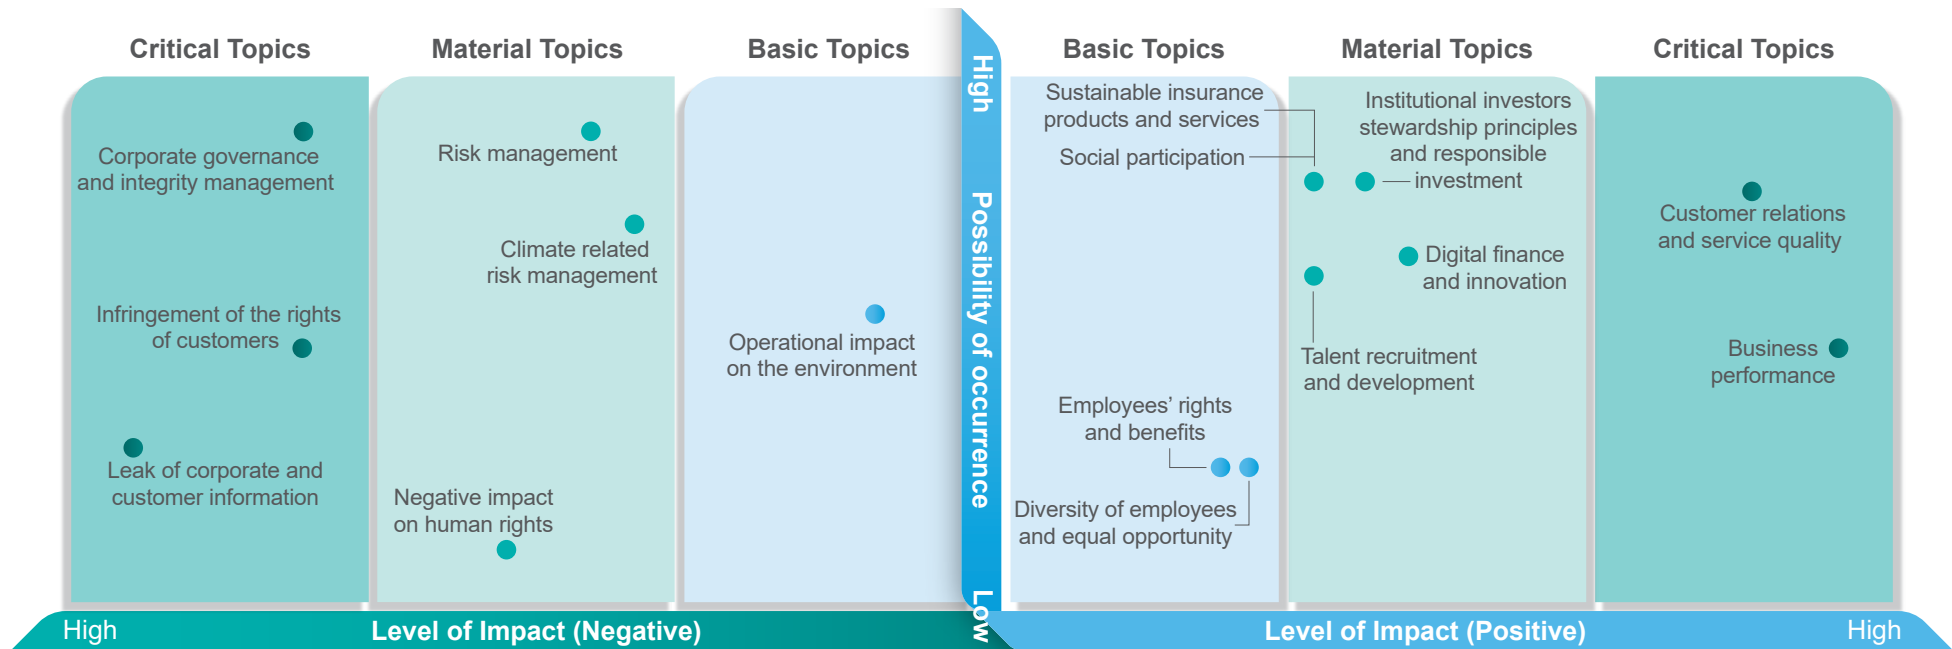 Critical Topics
Material Topics
Basic Topics
Corporate governance
and integrity management
Infringement of the rights
of customers
Leak of corporate and
customer information
Risk management
Climate related
risk management
Negative impact
on human rights
Operational impact
on the environment
High
Possibility of occurrence
Low
Basic Topics
Material Topics
Critical Topics
Sustainable insurance
products and services
Social participation
Employees’ rights
and benefits
Diversity of employees
and equal opportunity
Institutional investors
stewardship principles
and responsible
investment
Digital finance
and innovation
Talent recruitment
and development
Customer relations
and service quality
Business
performance
High
Level of Impact (Negative)
Level of Impact (Positive)
High